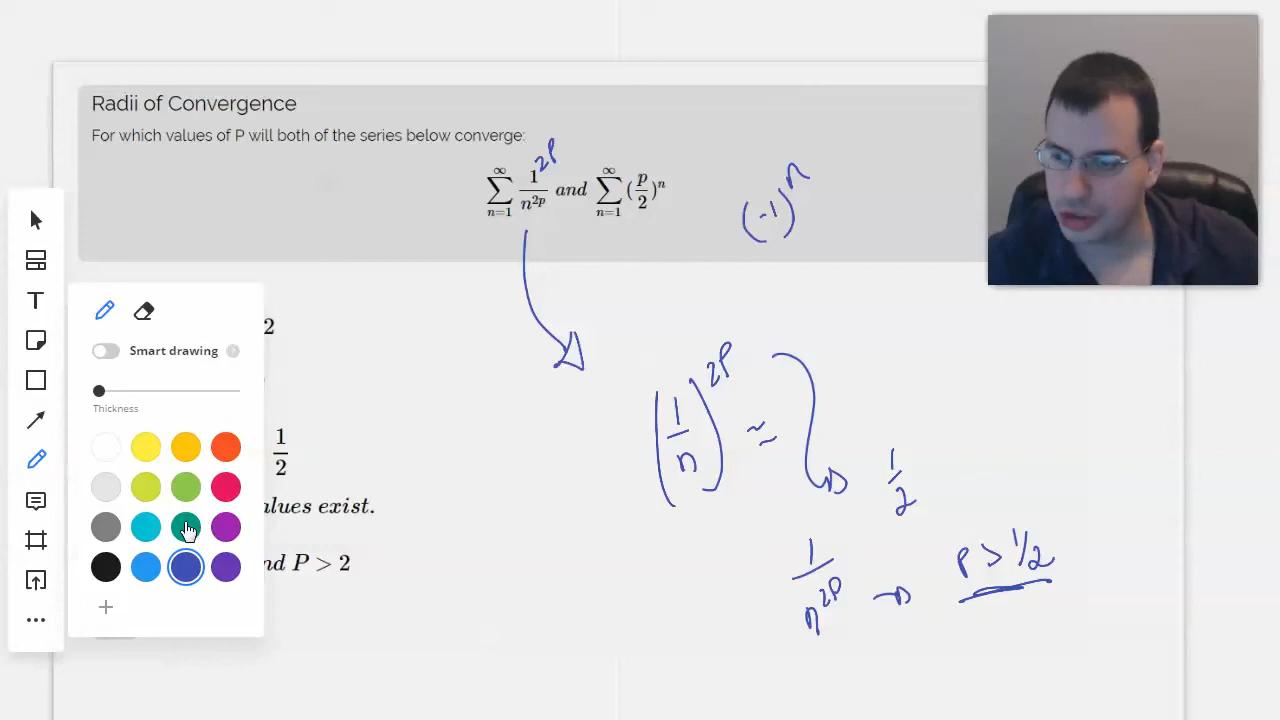 Radii of Convergence
For which values of P will both of the series below converge:
2P
∞ ∑ n=1 1/n^{2p} and ∞ ∑ n=1 (p/2)^n
(-1)^n
Smart drawing ?
2
Thickness
(1/n)^{2P} ≈
1/2
1/2
alues exist.
1/n^{2P} → P > 1/2
nd P > 2